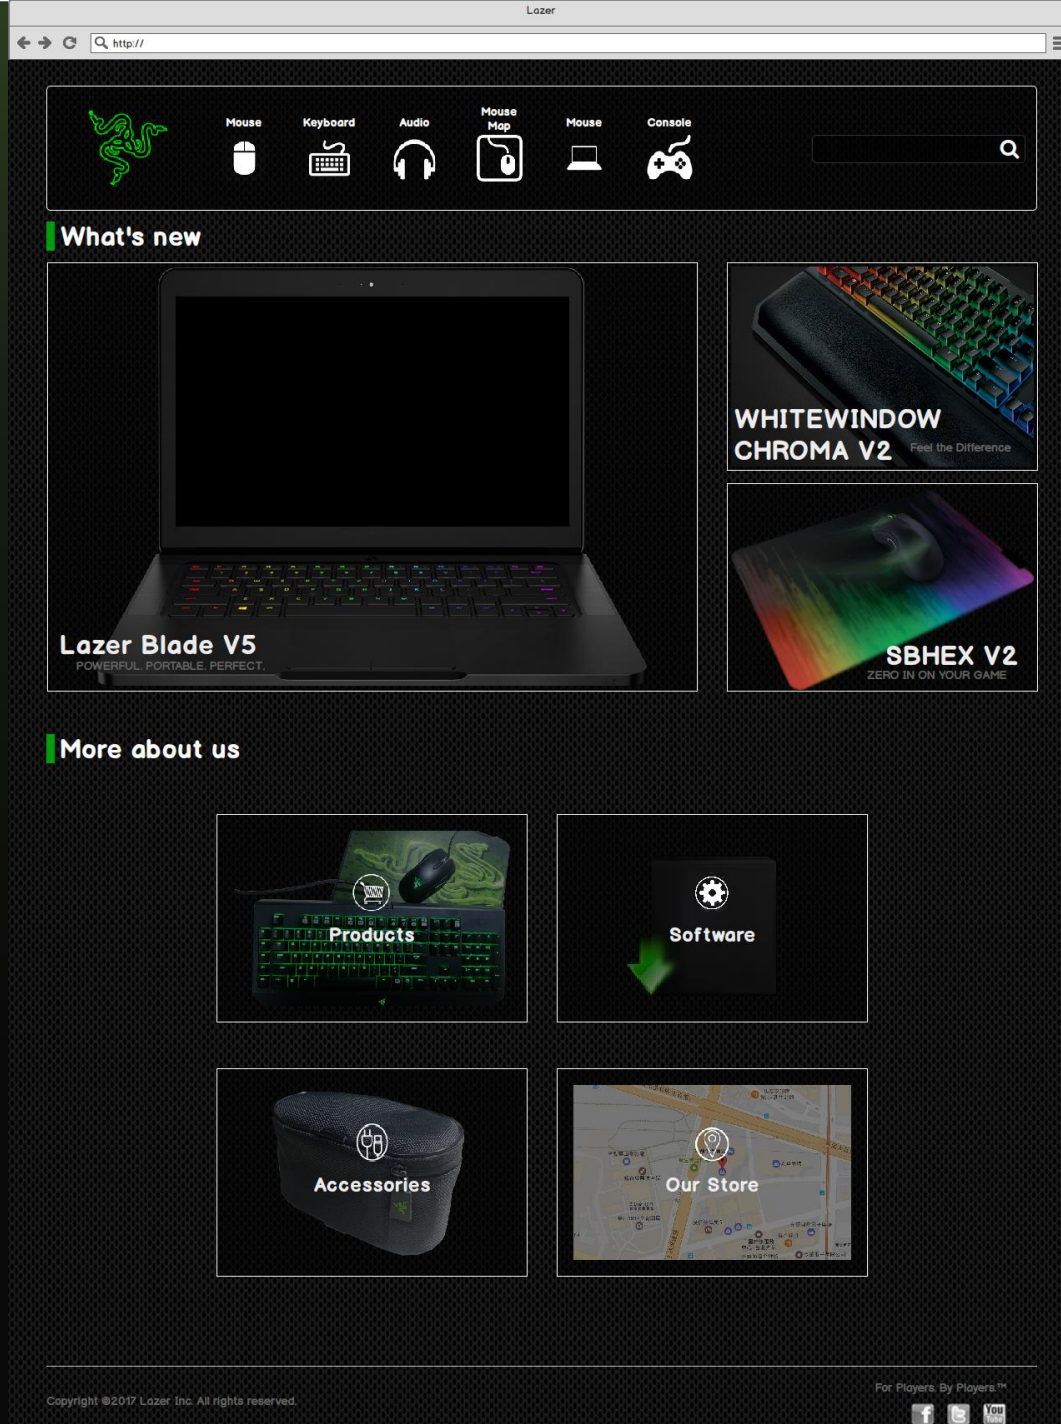 Lazer
http://
Mouse
Keyboard
Audio
Mouse
Map
Mouse
Console
What's new
WHITEWINDOW
CHROMA V2
Feel the Difference
Lazer Blade V5
POWERFUL. PORTABLE. PERFECT.
SBHEX V2
ZERO IN ON YOUR GAME
More about us
Products
Software
Accessories
Our Store
For Players. By Players.™
Copyright ©2017 Lazer Inc. All rights reserved.
You